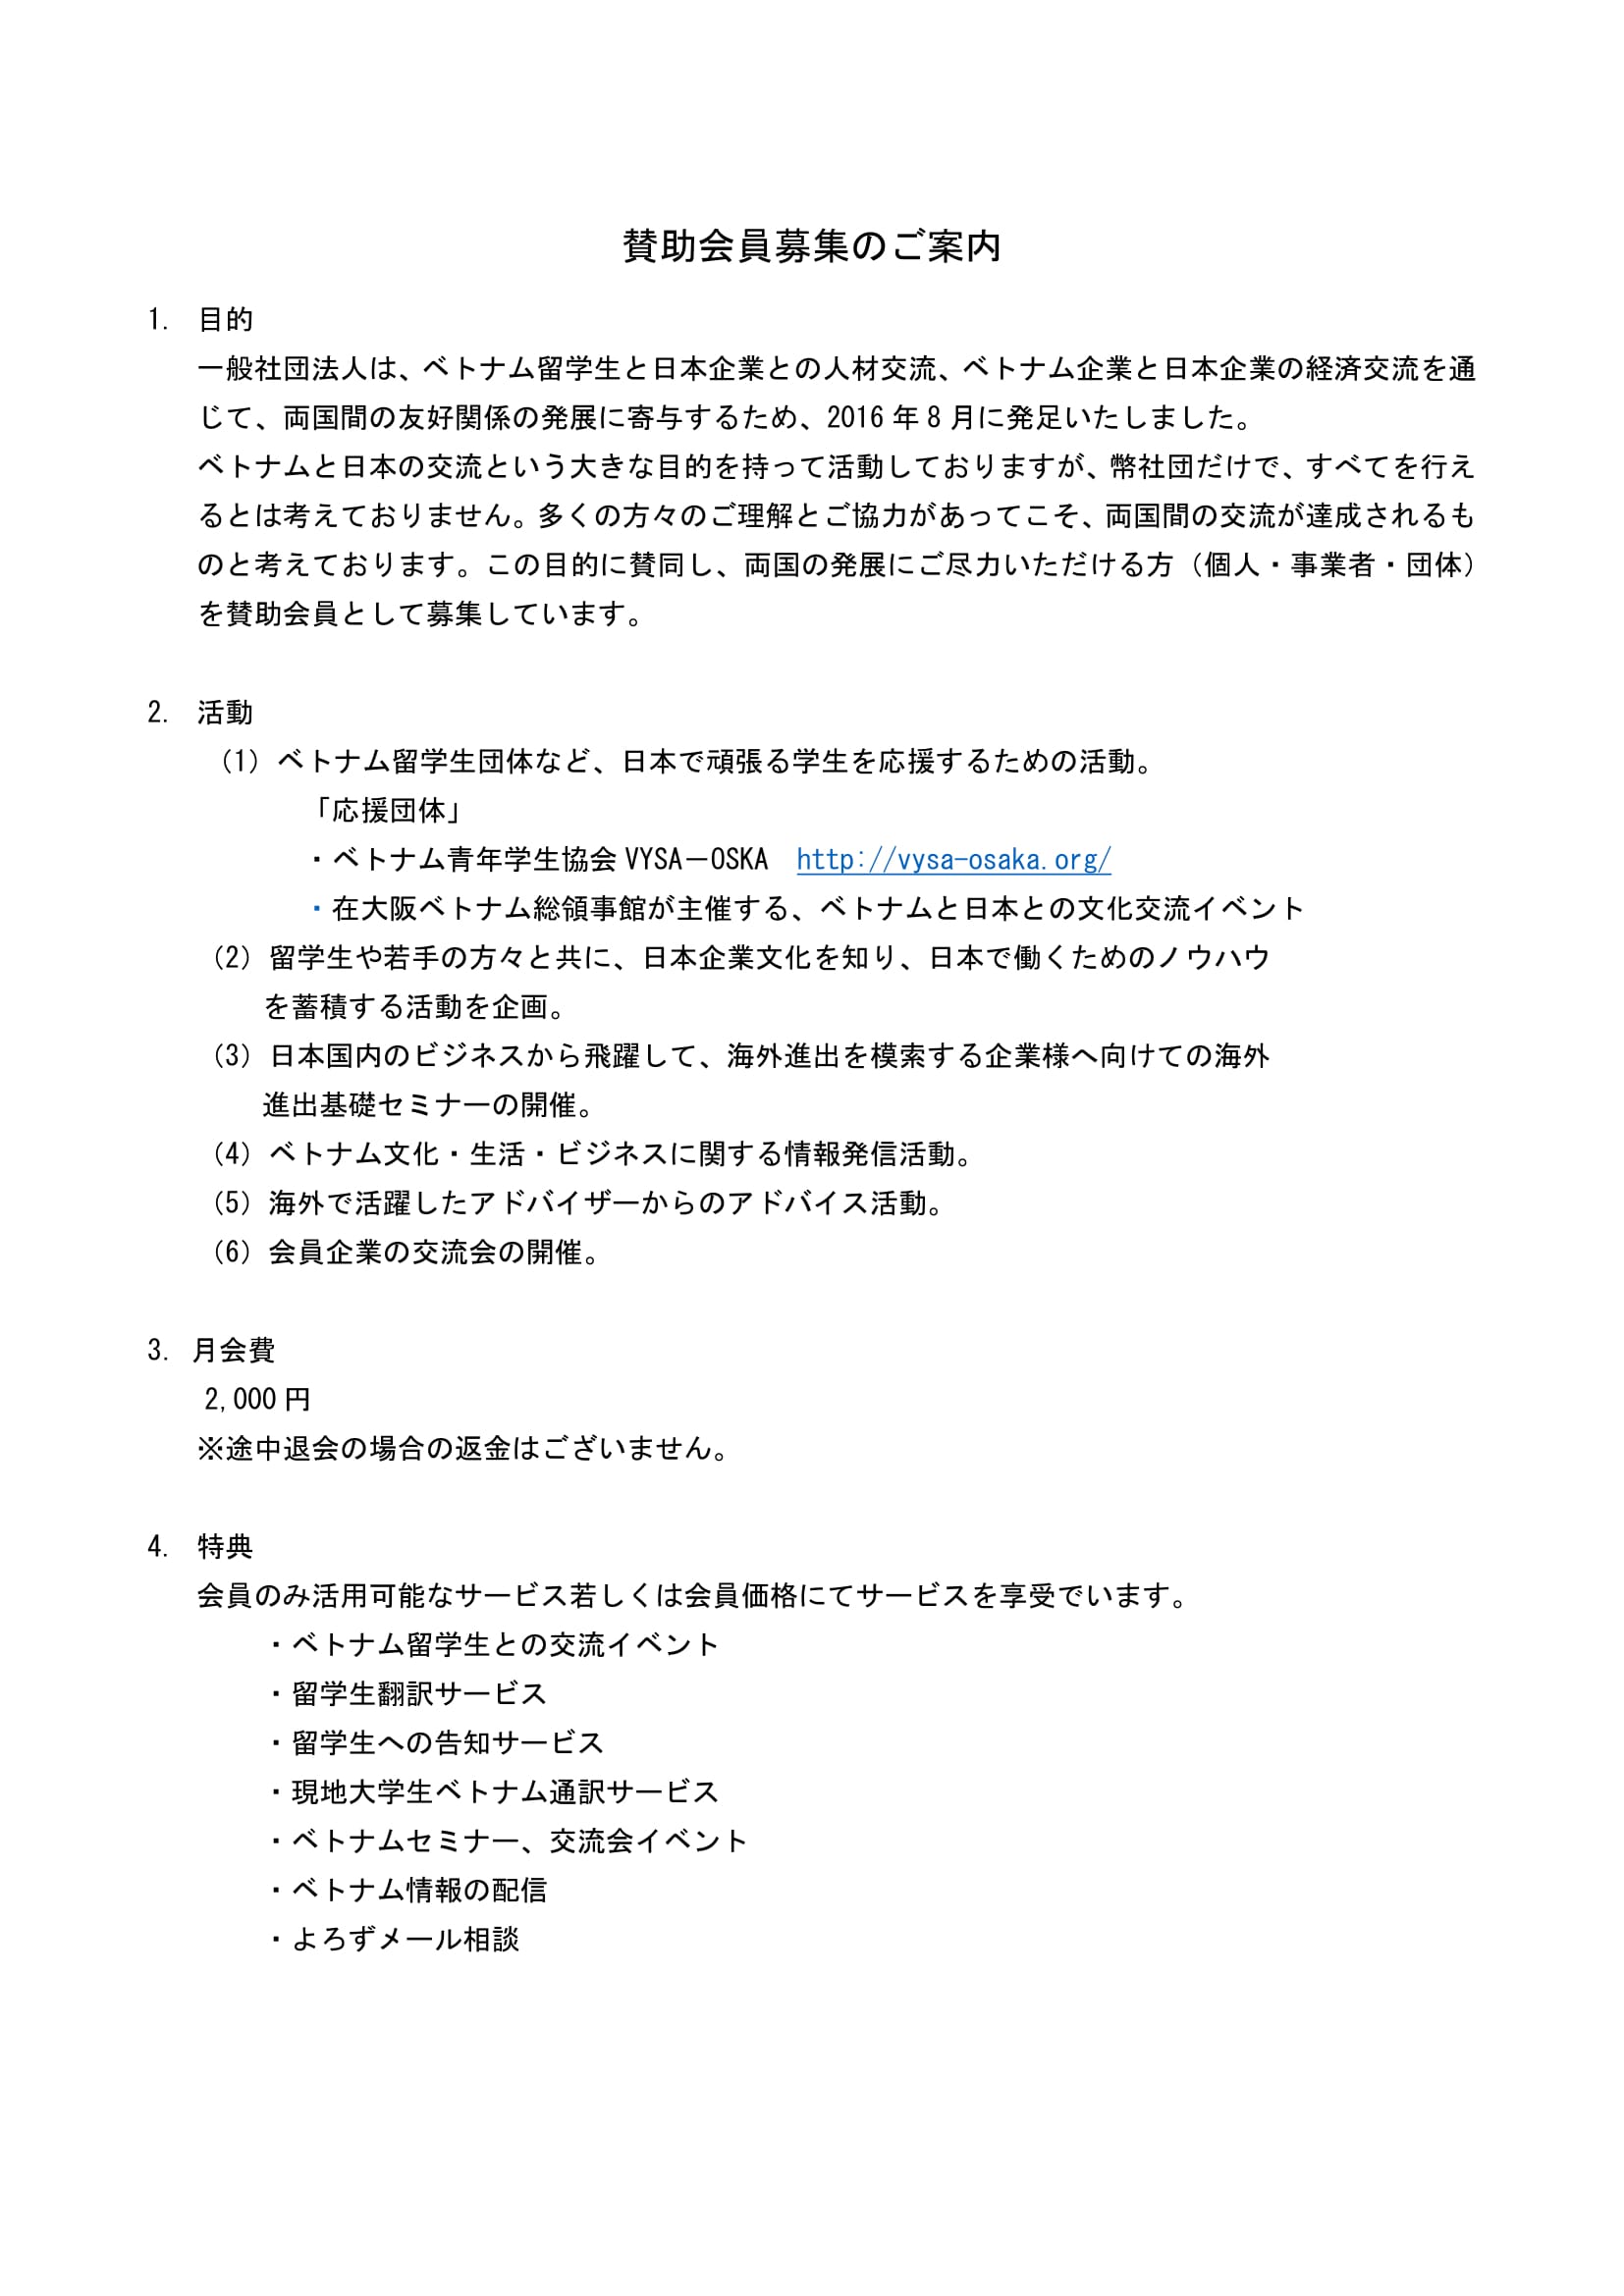 賛助会員募集のご案内
1. 目的
一般社団法人は、ベトナム留学生と日本企業との人材交流、ベトナム企業と日本企業の経済交流を通
じて、両国間の友好関係の発展に寄与するため、2016 年 8 月に発足いたしました。
ベトナムと日本の交流という大きな目的を持って活動しておりますが、幣社団だけで、すべてを行え
るとは考えておりません。多くの方々のご理解とご協力があってこそ、両国間の交流が達成されるも
のと考えております。この目的に賛同し、両国の発展にご尽力いただける方（個人・事業者・団体）
を賛助会員として募集しています。
2. 活動
（1）ベトナム留学生団体など、日本で頑張る学生を応援するための活動。
「応援団体」
・ベトナム青年学生協会 VYSA－OSKA　http://vysa-osaka.org/
・在大阪ベトナム総領事館が主催する、ベトナムと日本との文化交流イベント
（2）留学生や若手の方々と共に、日本企業文化を知り、日本で働くためのノウハウ
を蓄積する活動を企画。
（3）日本国内のビジネスから飛躍して、海外進出を模索する企業様へ向けての海外
進出基礎セミナーの開催。
（4）ベトナム文化・生活・ビジネスに関する情報発信活動。
（5）海外で活躍したアドバイザーからのアドバイス活動。
（6）会員企業の交流会の開催。
3. 月会費
2,000 円
※途中退会の場合の返金はございません。
4. 特典
会員のみ活用可能なサービス若しくは会員価格にてサービスを享受でいます。
・ベトナム留学生との交流イベント
・留学生翻訳サービス
・留学生への告知サービス
・現地大学生ベトナム通訳サービス
・ベトナムセミナー、交流会イベント
・ベトナム情報の配信
・よろずメール相談